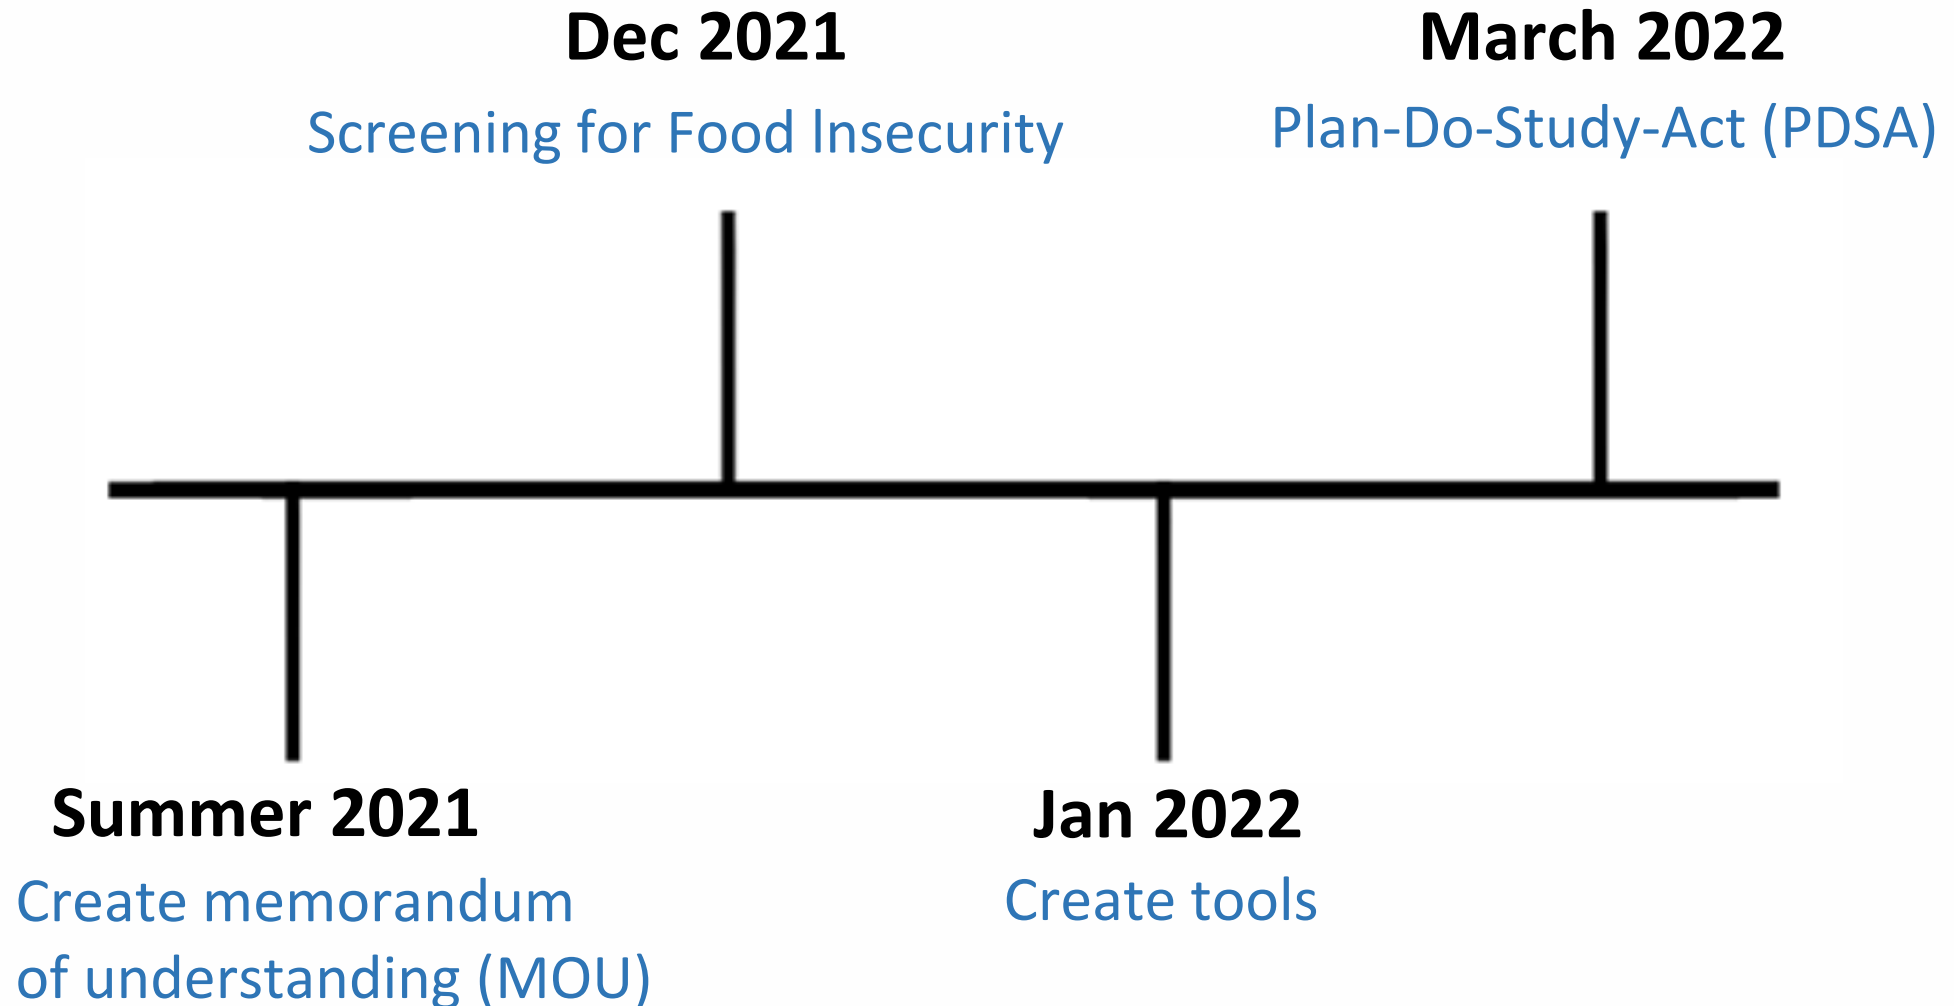 Dec 2021
Screening for Food Insecurity
March 2022
Plan-Do-Study-Act (PDSA)
Summer 2021
Create memorandum
of understanding (MOU)
Jan 2022
Create tools